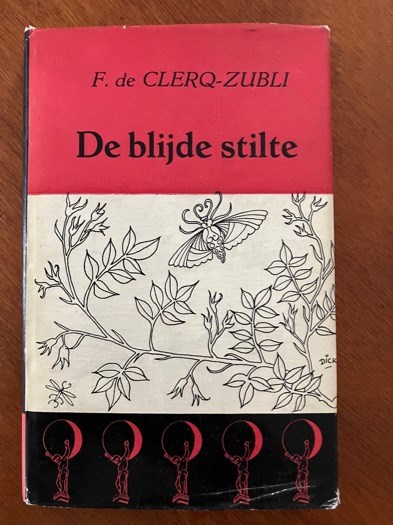 F. de CLERQ-ZUBLI
De blijde stilte
DICK